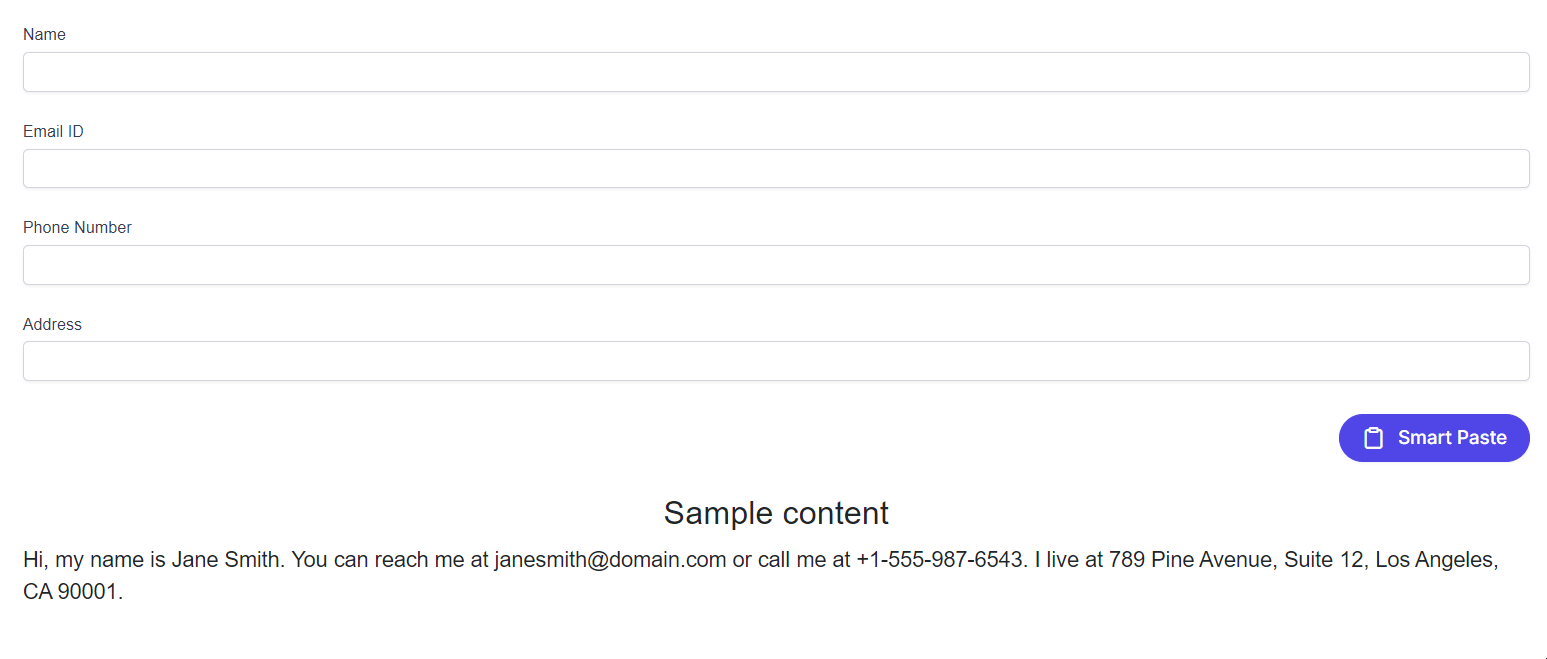 Name
Email ID
Phone Number
Address
Smart Paste
Sample content
Hi, my name is Jane Smith. You can reach me at janesmith@domain.com or call me at +1-555-987-6543. I live at 789 Pine Avenue, Suite 12, Los Angeles,
CA 90001.